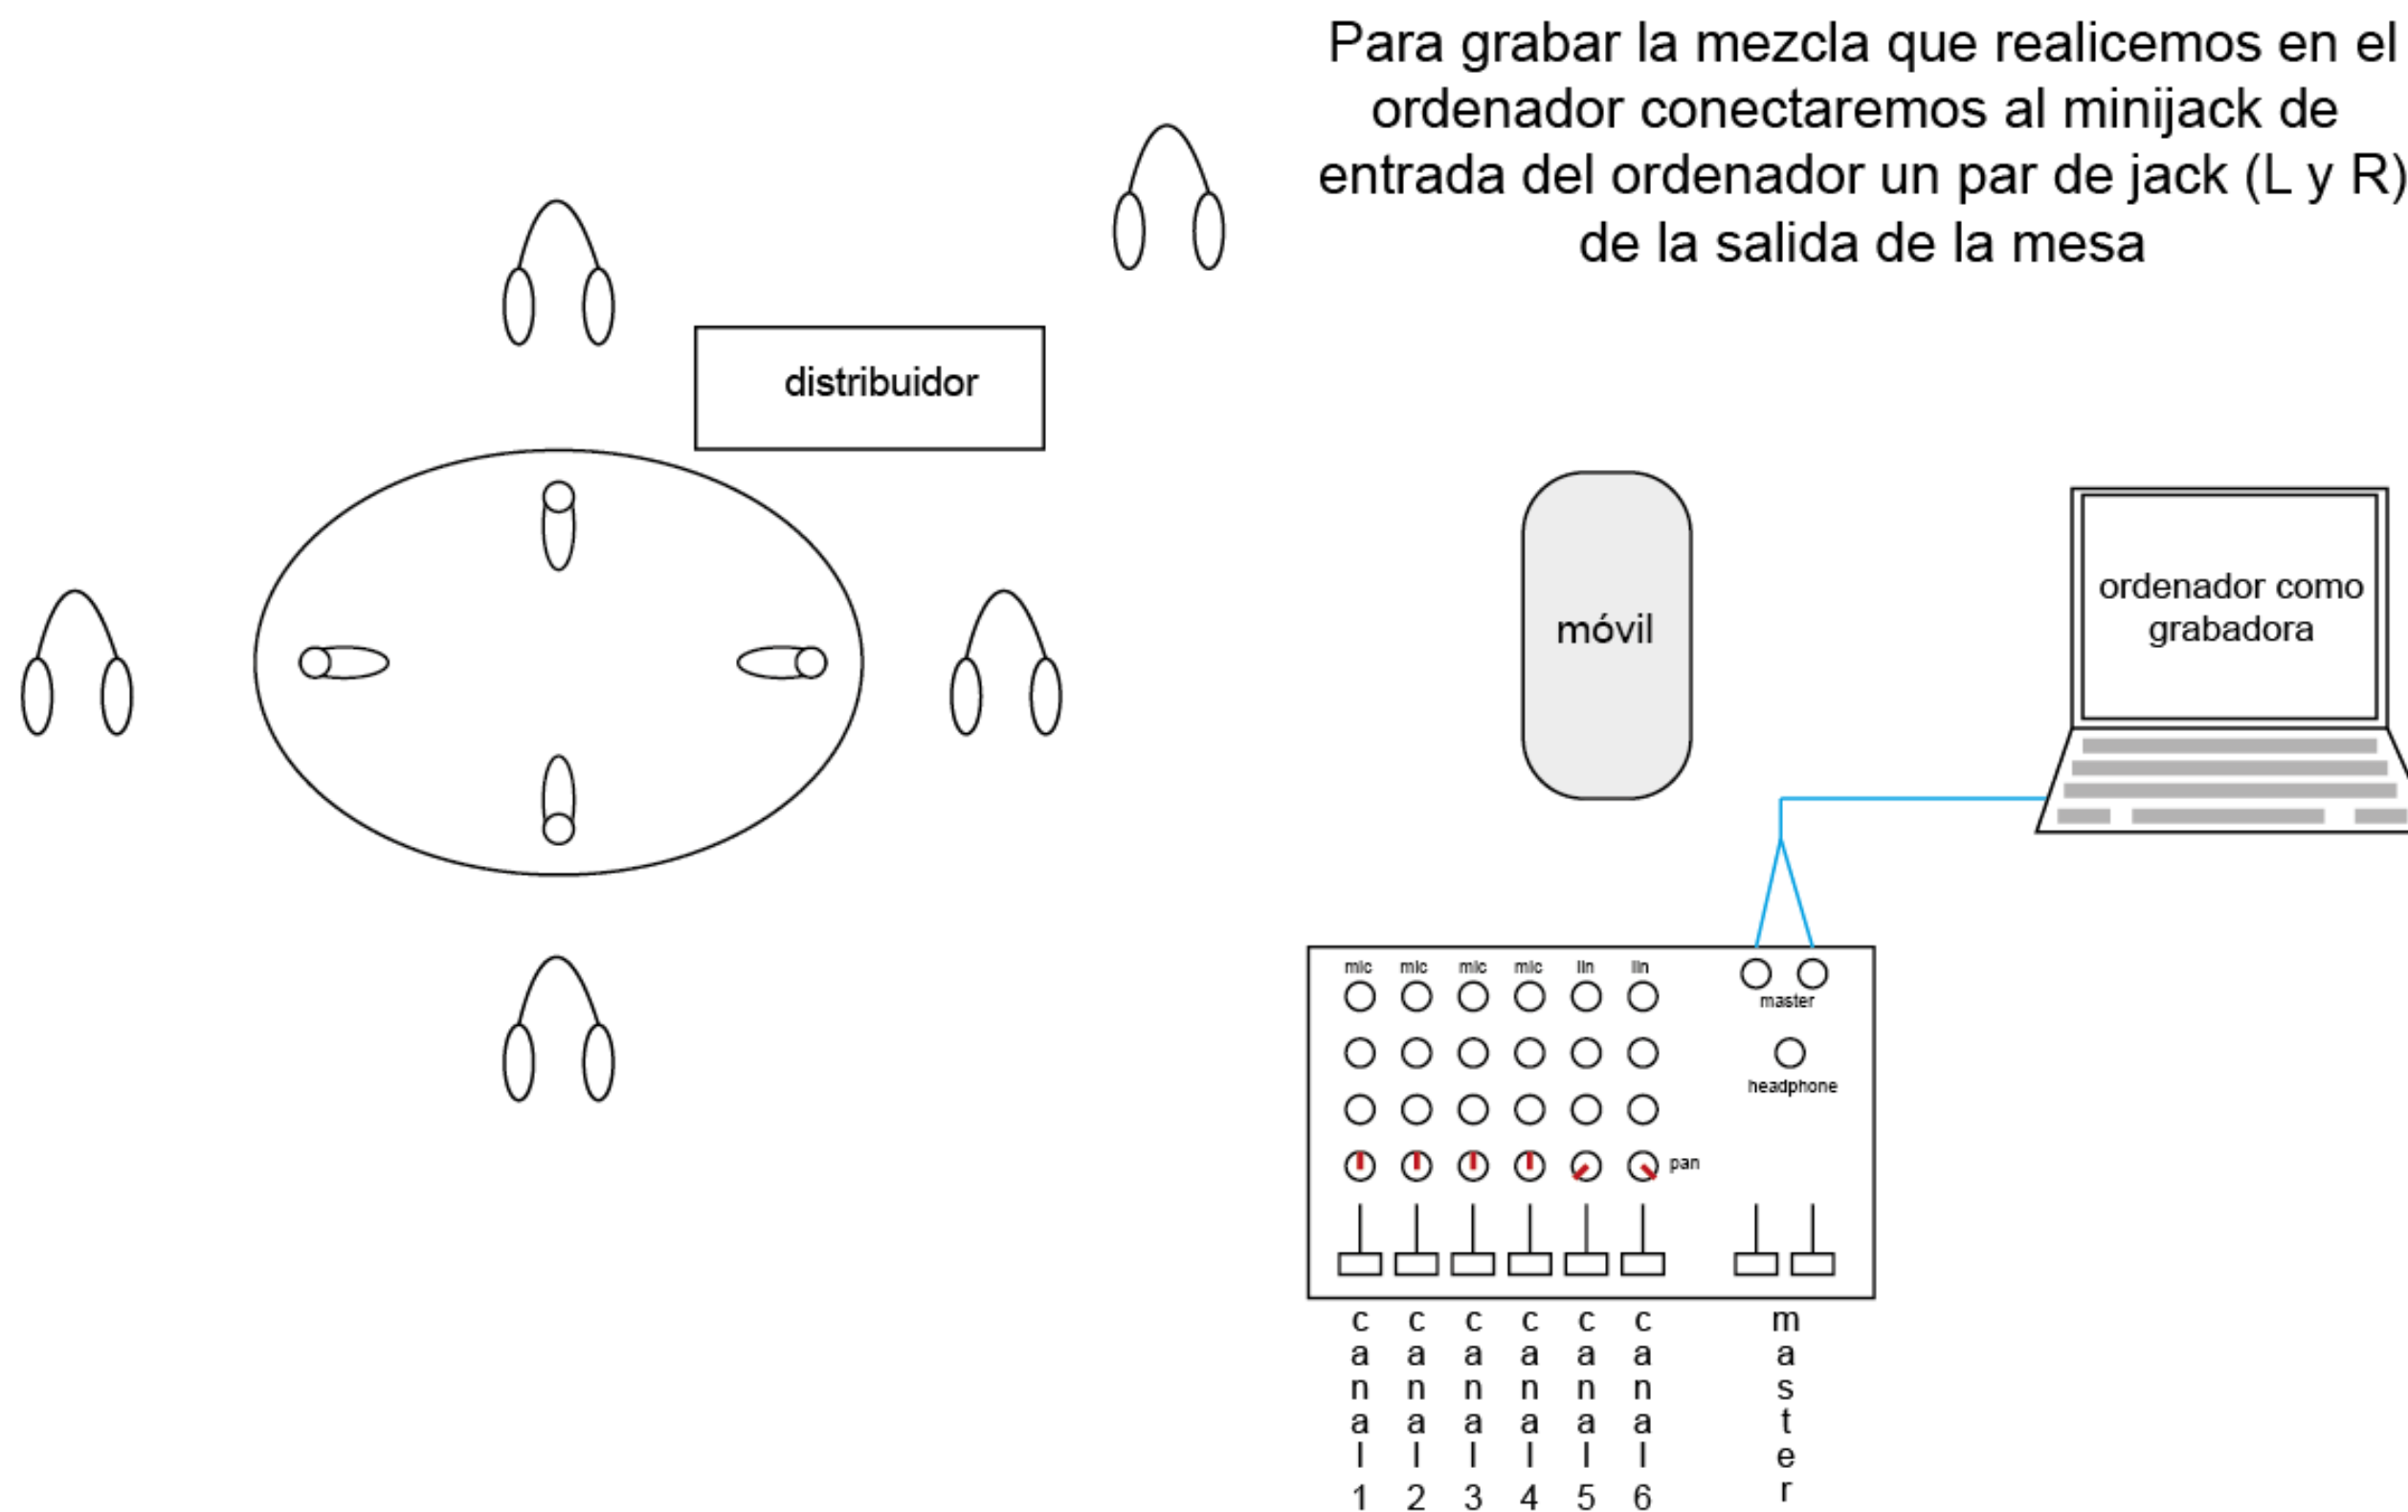 Para grabar la mezcla que realicemos en el
ordenador conectaremos al minijack de
entrada del ordenador un par de jack (L y R)
de la salida de la mesa
distribuidor
móvil
ordenador como
grabadora
mic mic mic mic lin lin
master
headphone
pan
canal 1
canal 2
canal 3
canal 4
canal 5
canal 6
master